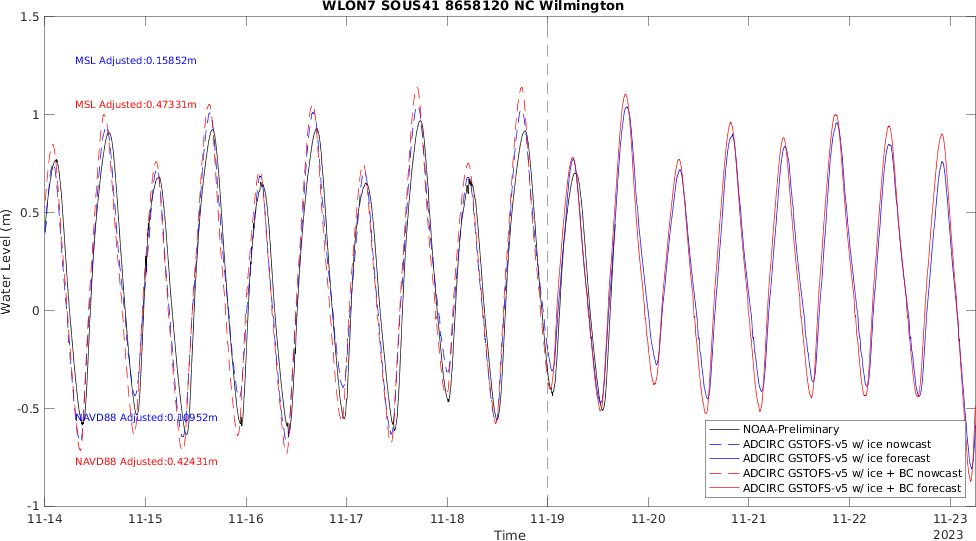 WLON7 SOUS41 8658120 NC Wilmington
1.5
1
0.5
0
-0.5
-1
Water Level (m)
MSL Adjusted:0.15852m
MSL Adjusted:0.47331m
NAVD88 Adjusted:0.10952m
NAVD88 Adjusted:0.42431m
NOAA-Preliminary
ADCIRC GSTOFS-v5 w/ ice nowcast
ADCIRC GSTOFS-v5 w/ ice forecast
ADCIRC GSTOFS-v5 w/ ice + BC nowcast
ADCIRC GSTOFS-v5 w/ ice + BC forecast
11-14 11-15 11-16 11-17 11-18 11-19 11-20 11-21 11-22 11-23
Time
2023